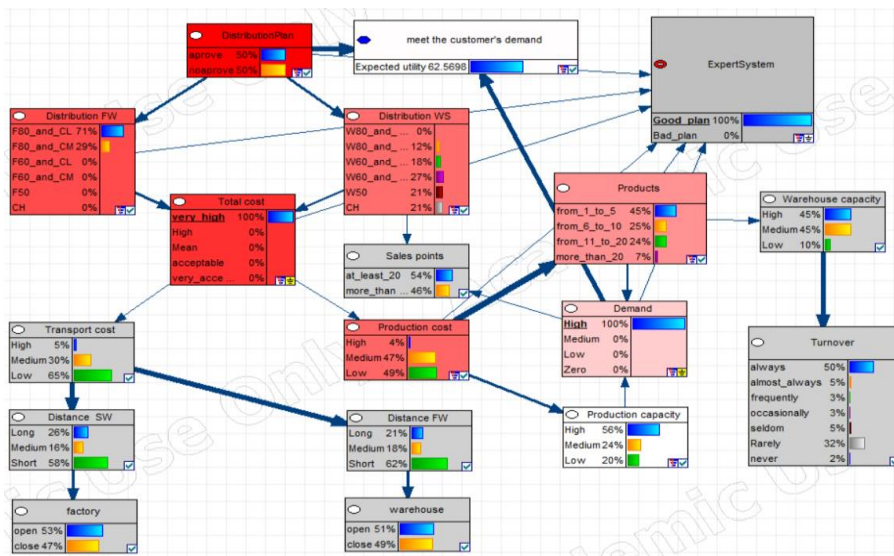 DistributionPlan
aprove 50%
noaprove 50%
meet the customer's demand
Expected utility 62.5698
ExpertSystem
Good_plan 100%
Bad_plan 0%
Distribution FW
F80_and_CL 71%
F80_and_CM 29%
F60_and_CL 0%
F60_and_CM 0%
F50 0%
CH 0%
Distribution WS
W80_and_ ... 0%
W80_and_ ... 12%
W60_and_ ... 18%
W60_and_ ... 27%
W50 21%
CH 21%
Total cost
very_high 100%
High 0%
Mean 0%
acceptable 0%
very_acce ... 0%
Products
from_1_to_5 45%
from_6_to_10 25%
from_11_to_20 24%
more_than_20 7%
Warehouse capacity
High 45%
Medium 45%
Low 10%
Sales points
at_least_20 54%
more_than ... 46%
Transport cost
High 5%
Medium 30%
Low 65%
Production cost
High 4%
Medium 47%
Low 49%
Demand
High 100%
Medium 0%
Low 0%
Zero 0%
Turnover
always 50%
almost_always 5%
frequently 3%
occasionally 3%
seldom 5%
Rarely 32%
never 2%
Distance SW
Long 26%
Medium 16%
Short 58%
Distance FW
Long 21%
Medium 18%
Short 62%
Production capacity
High 56%
Medium 24%
Low 20%
factory
open 53%
close 47%
warehouse
open 51%
close 49%